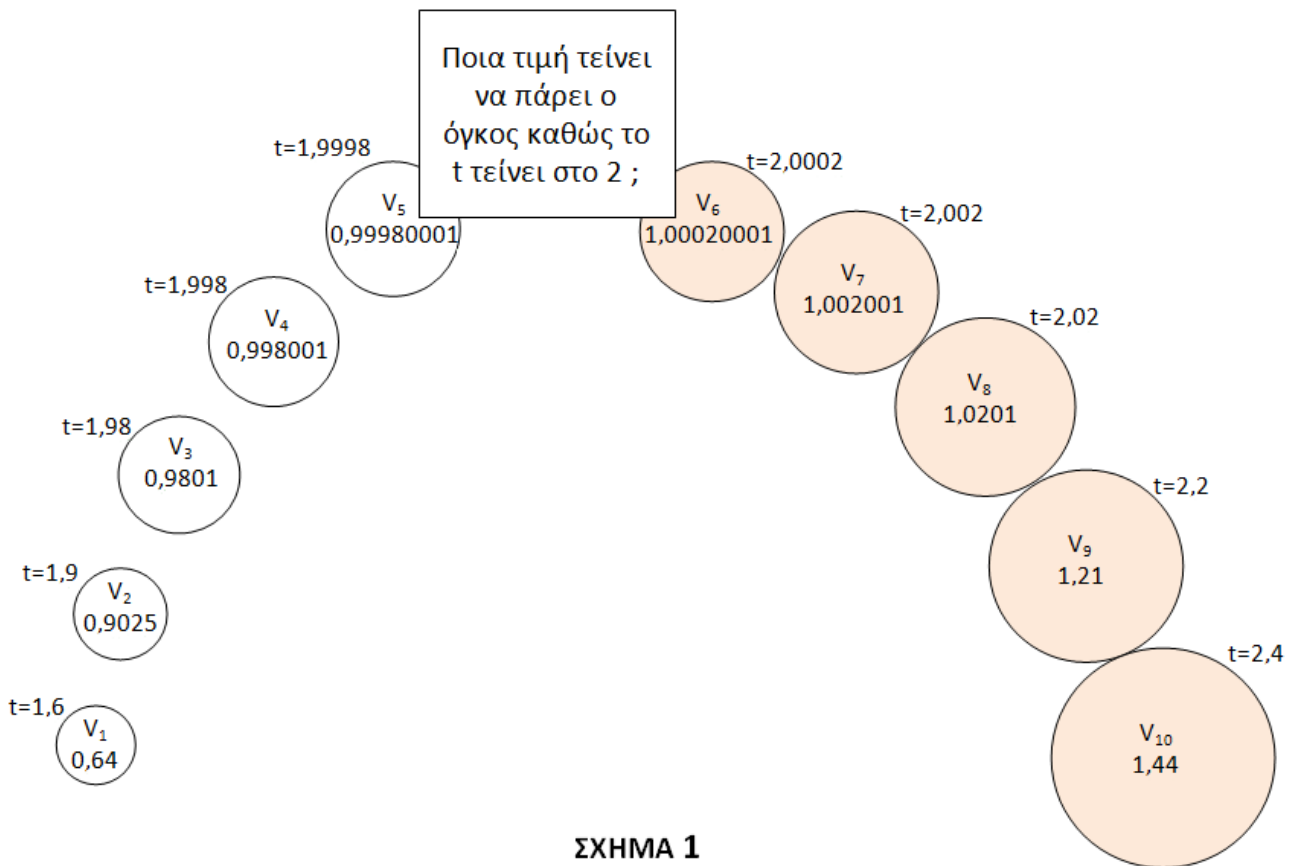 Ποια τιμή τείνει
να πάρει ο
όγκος καθώς το
t τείνει στο 2 ;
t=1,9998
V₅
0,99980001
t=2,0002
V₆
1,00020001
t=2,002
V₇
1,002001
t=1,998
V₄
0,998001
t=2,02
V₈
1,0201
t=1,98
V₃
0,9801
t=2,2
V₉
1,21
t=1,9
V₂
0,9025
t=2,4
V₁₀
1,44
t=1,6
V₁
0,64
ΣΧΗΜΑ 1